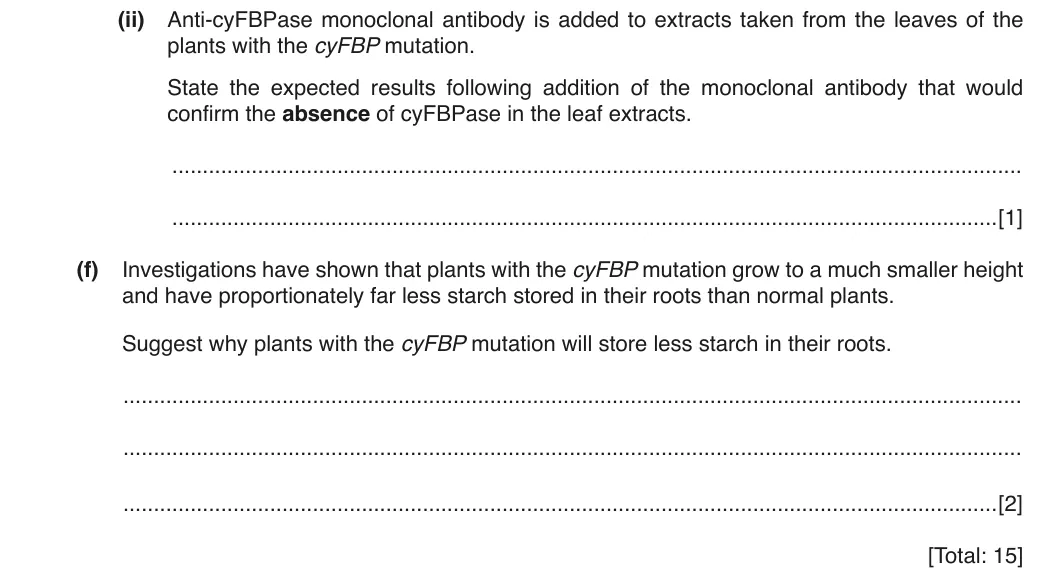 (ii) Anti-cyFBPase monoclonal antibody is added to extracts taken from the leaves of the
plants with the cyFBP mutation.
State the expected results following addition of the monoclonal antibody that would
confirm the absence of cyFBPase in the leaf extracts.
..........................................................................................................................................
......................................................................................................................................[1]
(f) Investigations have shown that plants with the cyFBP mutation grow to a much smaller height
and have proportionately far less starch stored in their roots than normal plants.
Suggest why plants with the cyFBP mutation will store less starch in their roots.
..................................................................................................................................................
..................................................................................................................................................
..............................................................................................................................................[2]
[Total: 15]